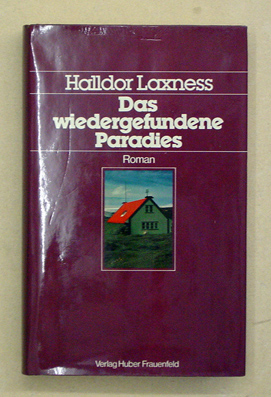 Halldor Laxness
Das
wiedergefundene
Paradies
Roman
Verlag Huber Frauenfeld